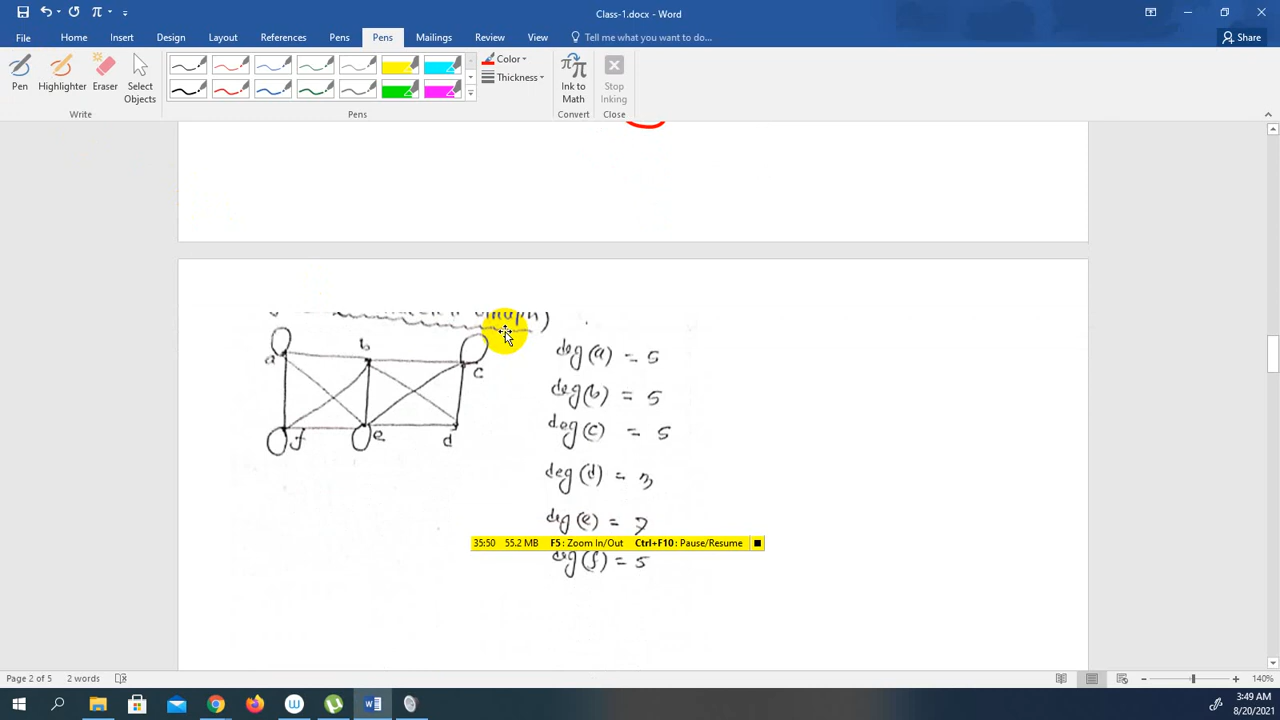 Class-1.docx - Word
File Home Insert Draw Design Layout References Pens Pens Mailings Review View Tell me what you want to do... Share
Pen Highlighter Eraser Select Objects
Color
Thickness
Ink to Math
Stop Inking
Write Pens Convert Close
a b c
f e d
deg(a) = 5
deg(b) = 5
deg(c) = 5
deg(d) = 3
deg(e) = 7
35:50 55.2 MB F5: Zoom In/Out Ctrl+F10: Pause/Resume
deg(f) = 5
Page 2 of 5 2 words
140%
3:49 AM
8/20/2021